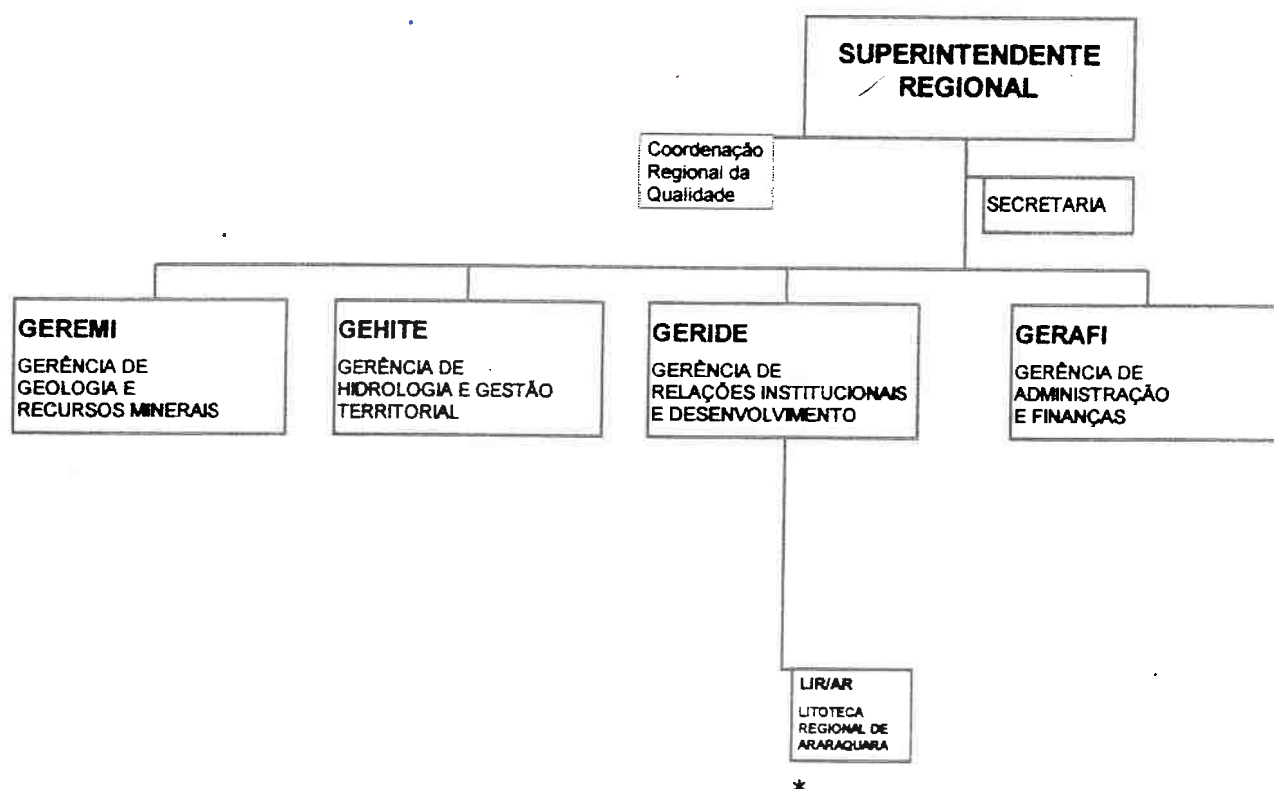 SUPERINTENDENTE
REGIONAL
Coordenação
Regional da
Qualidade
SECRETARIA
GEREMI
GERÊNCIA DE
GEOLOGIA E
RECURSOS MINERAIS
GEHITE
GERÊNCIA DE
HIDROLOGIA E GESTÃO
TERRITORIAL
GERIDE
GERÊNCIA DE
RELAÇÕES INSTITUCIONAIS
E DESENVOLVIMENTO
GERAFI
GERÊNCIA DE
ADMINISTRAÇÃO
E FINANÇAS
LIR/AR
LITOTECA
REGIONAL DE
ARARAQUARA
*